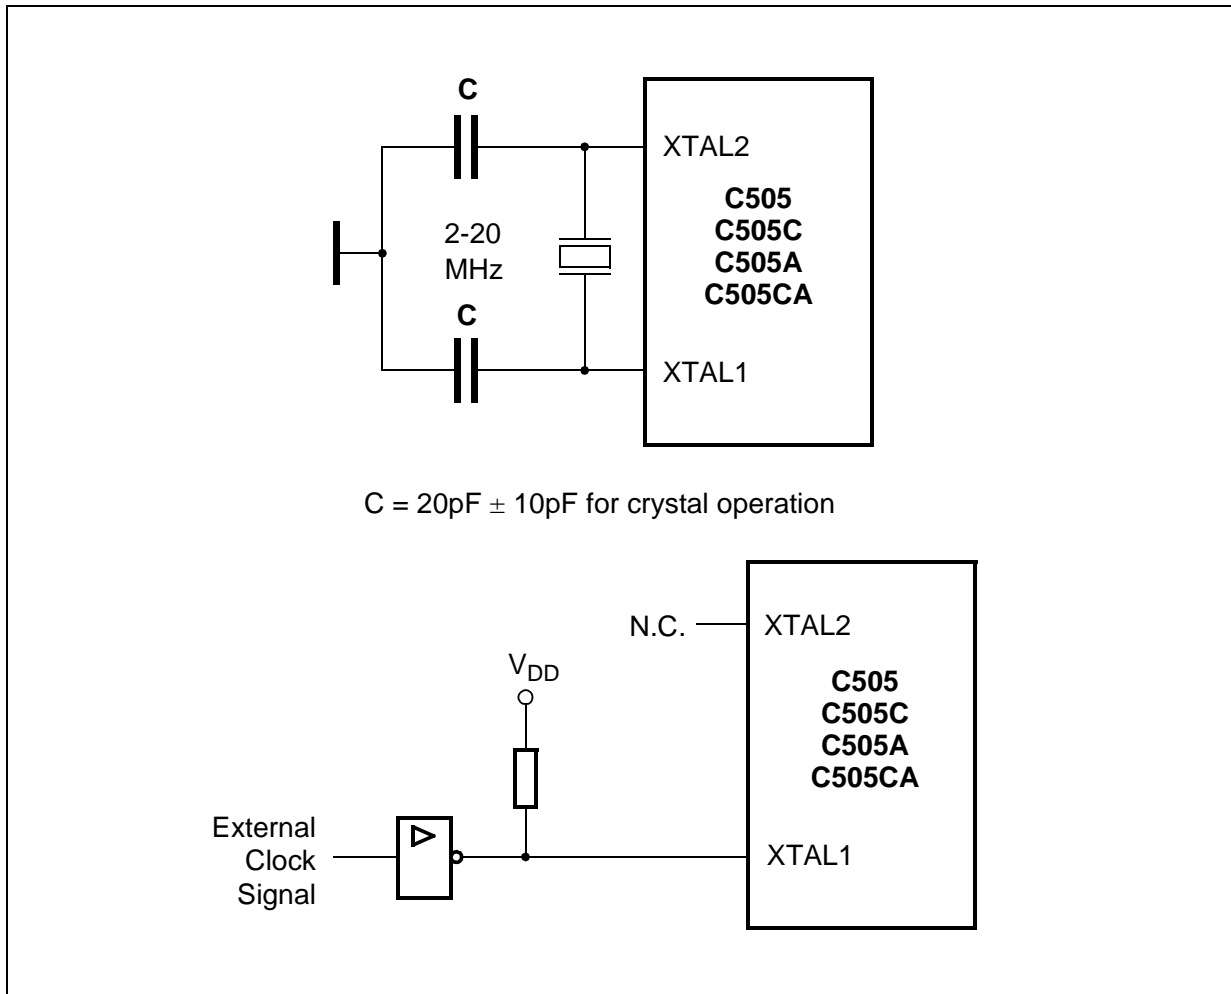 C
XTAL2
C505
C505C
C505A
C505CA
2-20
MHz
C
XTAL1
C = 20pF ± 10pF for crystal operation
N.C.
XTAL2
VDD
C505
C505C
C505A
C505CA
External
Clock
Signal
XTAL1